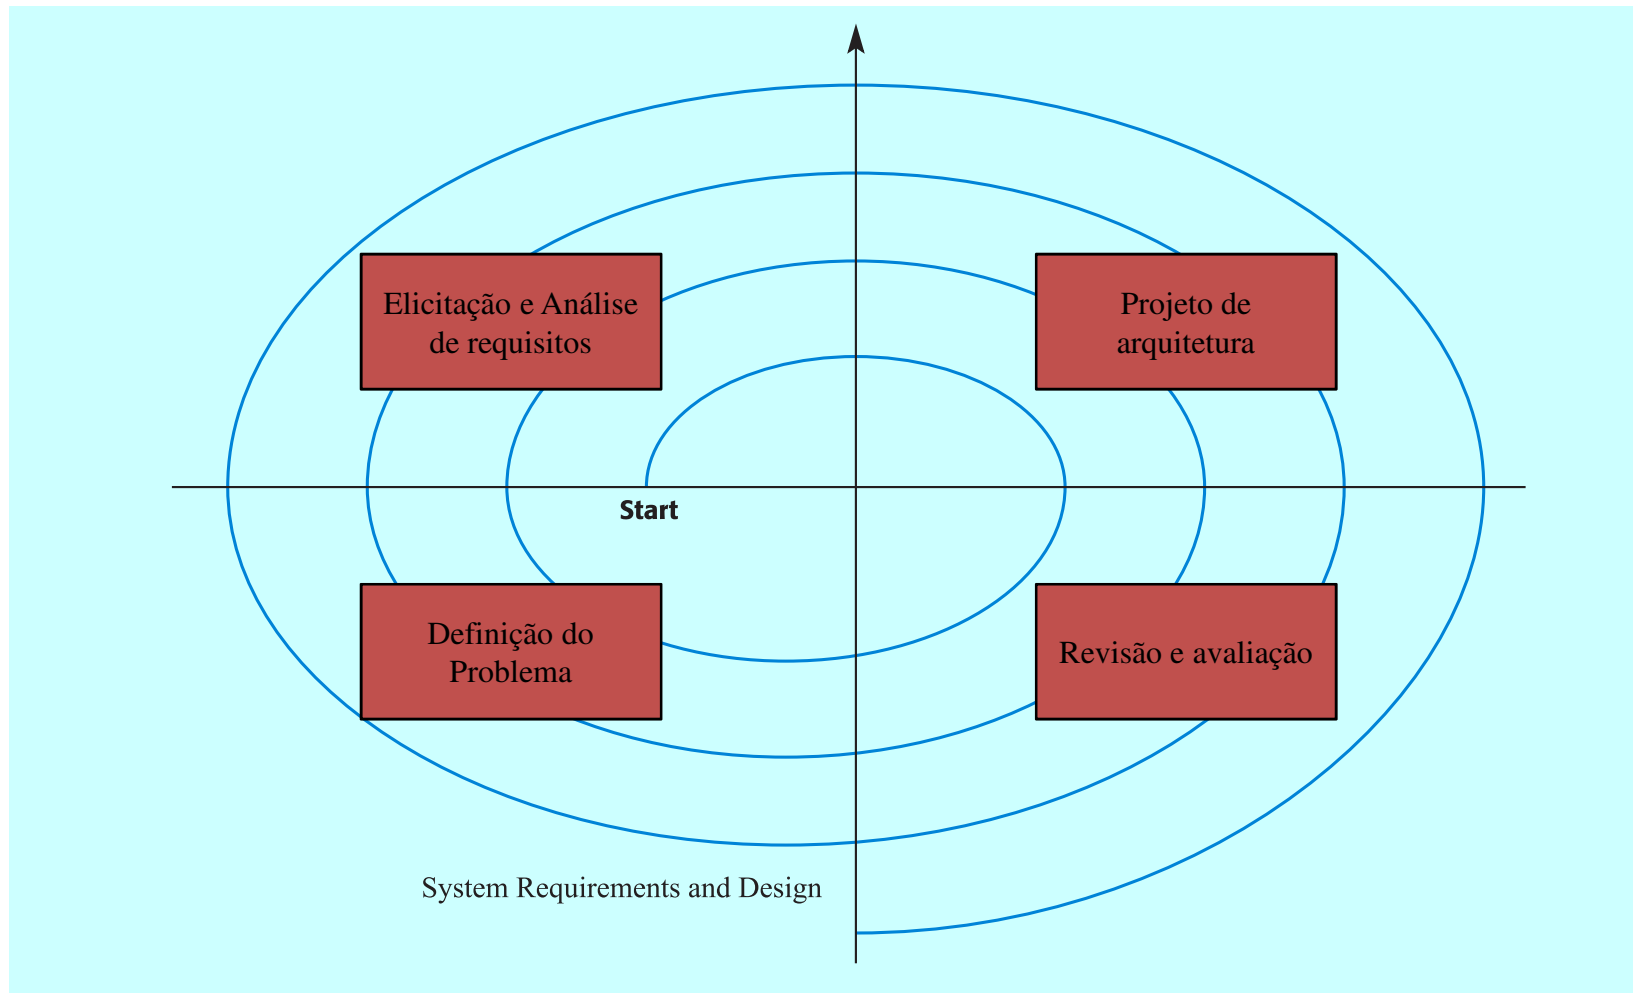 Elicitação e Análise
de requisitos
Projeto de
arquitetura
Start
Definição do
Problema
Revisão e avaliação
System Requirements and Design